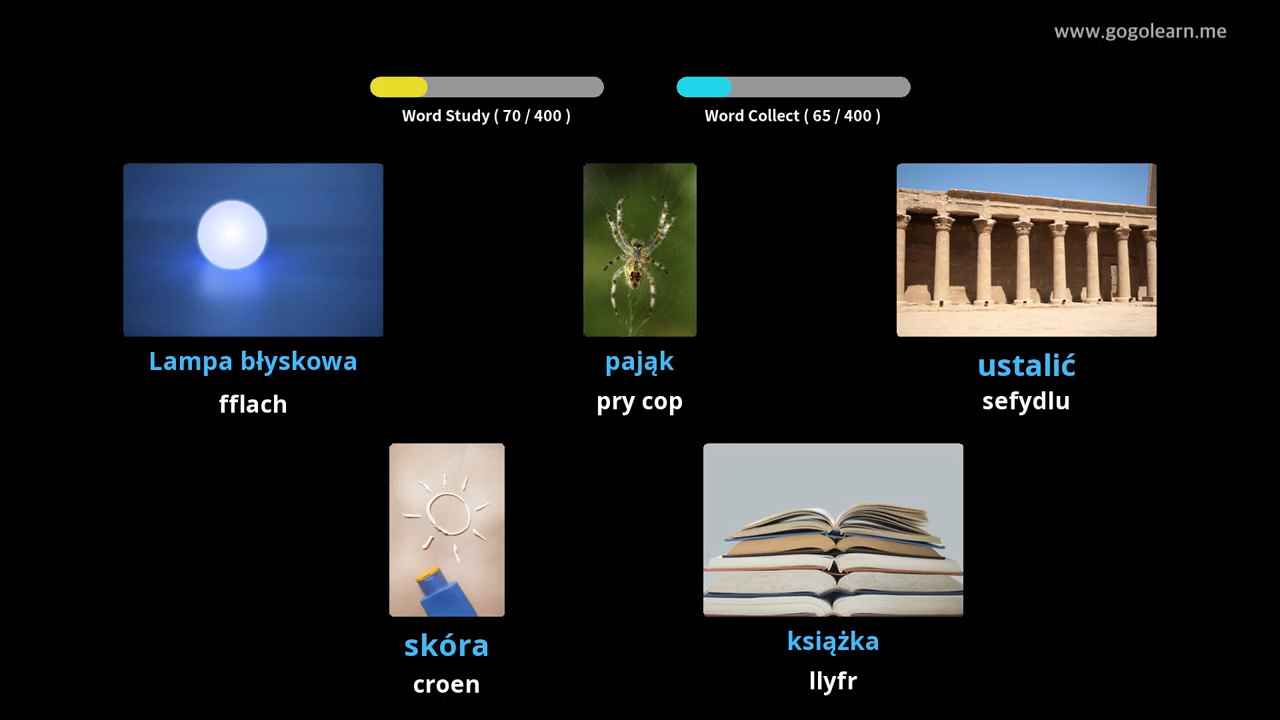 www.gogolearn.me
Word Study ( 70 / 400 )
Word Collect ( 65 / 400 )
Lampa błyskowa
fflach
pająk
pry cop
ustalić
sefydlu
skóra
croen
książka
llyfr